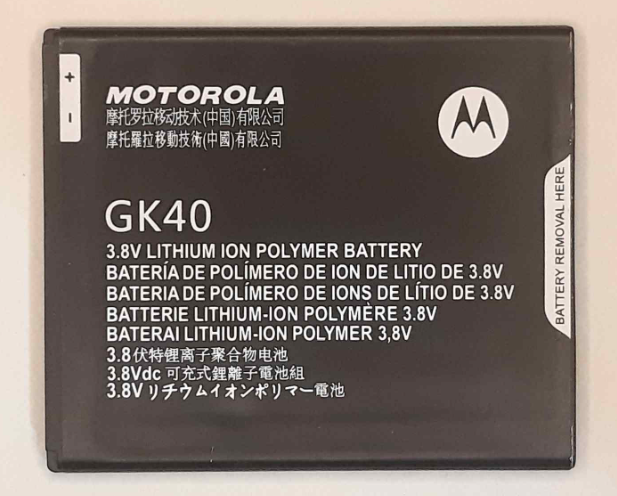 +
-
MOTOROLA
摩托罗拉移动技术(中国)有限公司
摩托羅拉移動技術(中國)有限公司
GK40
3.8V LITHIUM ION POLYMER BATTERY
BATERÍA DE POLÍMERO DE ION DE LITIO DE 3.8V
BATERIA DE POLÍMERO DE IONS DE LÍTIO DE 3.8V
BATTERIE LITHIUM-ION POLYMÈRE 3.8V
BATERAI LITHIUM-ION POLYMER 3,8V
3.8伏特锂离子聚合物电池
3.8Vdc 可充式鋰離子電池組
3.8V リチウムイオンポリマー電池
BATTERY REMOVAL HERE